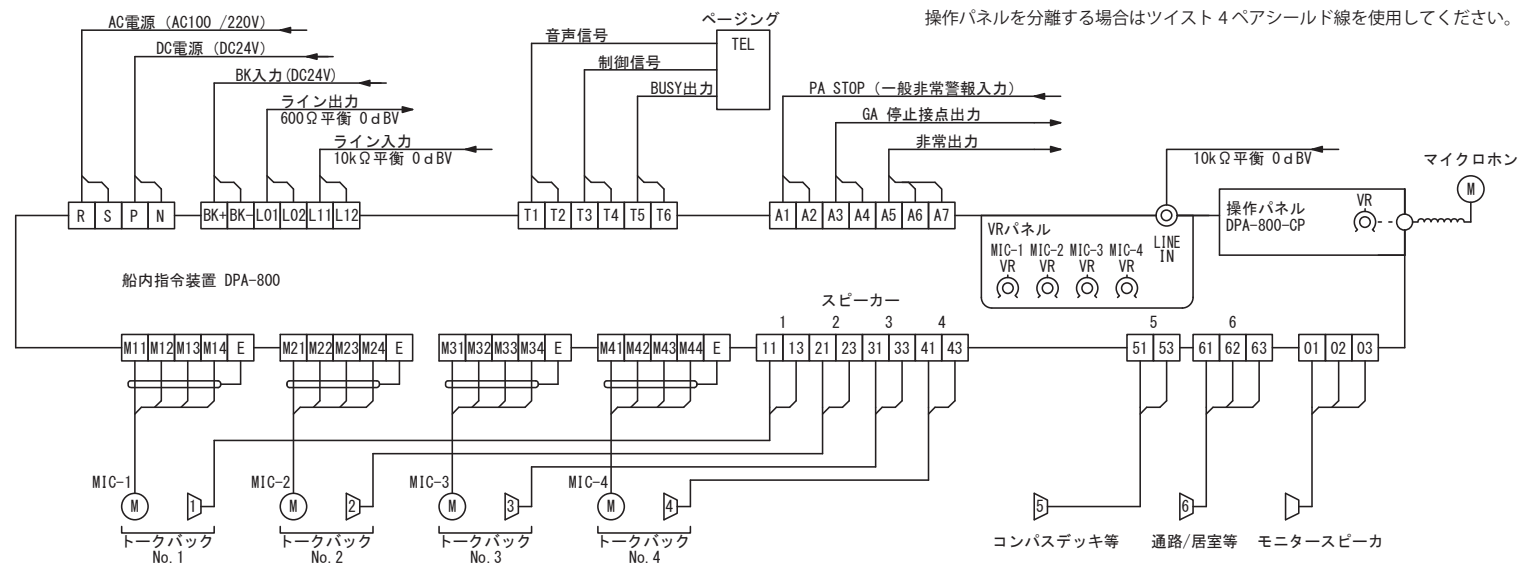 操作パネルを分離する場合はツイスト4ペアシールド線を使用してください。
AC電源 (AC100 /220V)
DC電源 (DC24V)
BK入力(DC24V)
ライン出力
600Ω平衡 0dBV
ライン入力
10kΩ平衡 0dBV
ページング
TEL
音声信号
制御信号
BUSY出力
PA STOP (一般非常警報入力)
GA 停止接点出力
非常出力
10kΩ平衡 0dBV
マイクロホン
M
R S P N BK+ BK- L01 L02 L11 L12 T1 T2 T3 T4 T5 T6 A1 A2 A3 A4 A5 A6 A7
LINE IN
操作パネル
DPA-800-CP
VR
VRパネル
MIC-1 MIC-2 MIC-3 MIC-4
VR VR VR VR
船内指令装置 DPA-800
スピーカー
1 2 3 4 5 6
M11 M12 M13 M14 E M21 M22 M23 M24 E M31 M32 M33 M34 E M41 M42 M43 M44 E 11 13 21 23 31 33 41 43 51 53 61 62 63 01 02 03
MIC-1 M 1 MIC-2 M 2 MIC-3 M 3 MIC-4 M 4 5 6
トークバック No.1
トークバック No.2
トークバック No.3
トークバック No.4
コンパスデッキ等
通路/居室等
モニタースピーカ